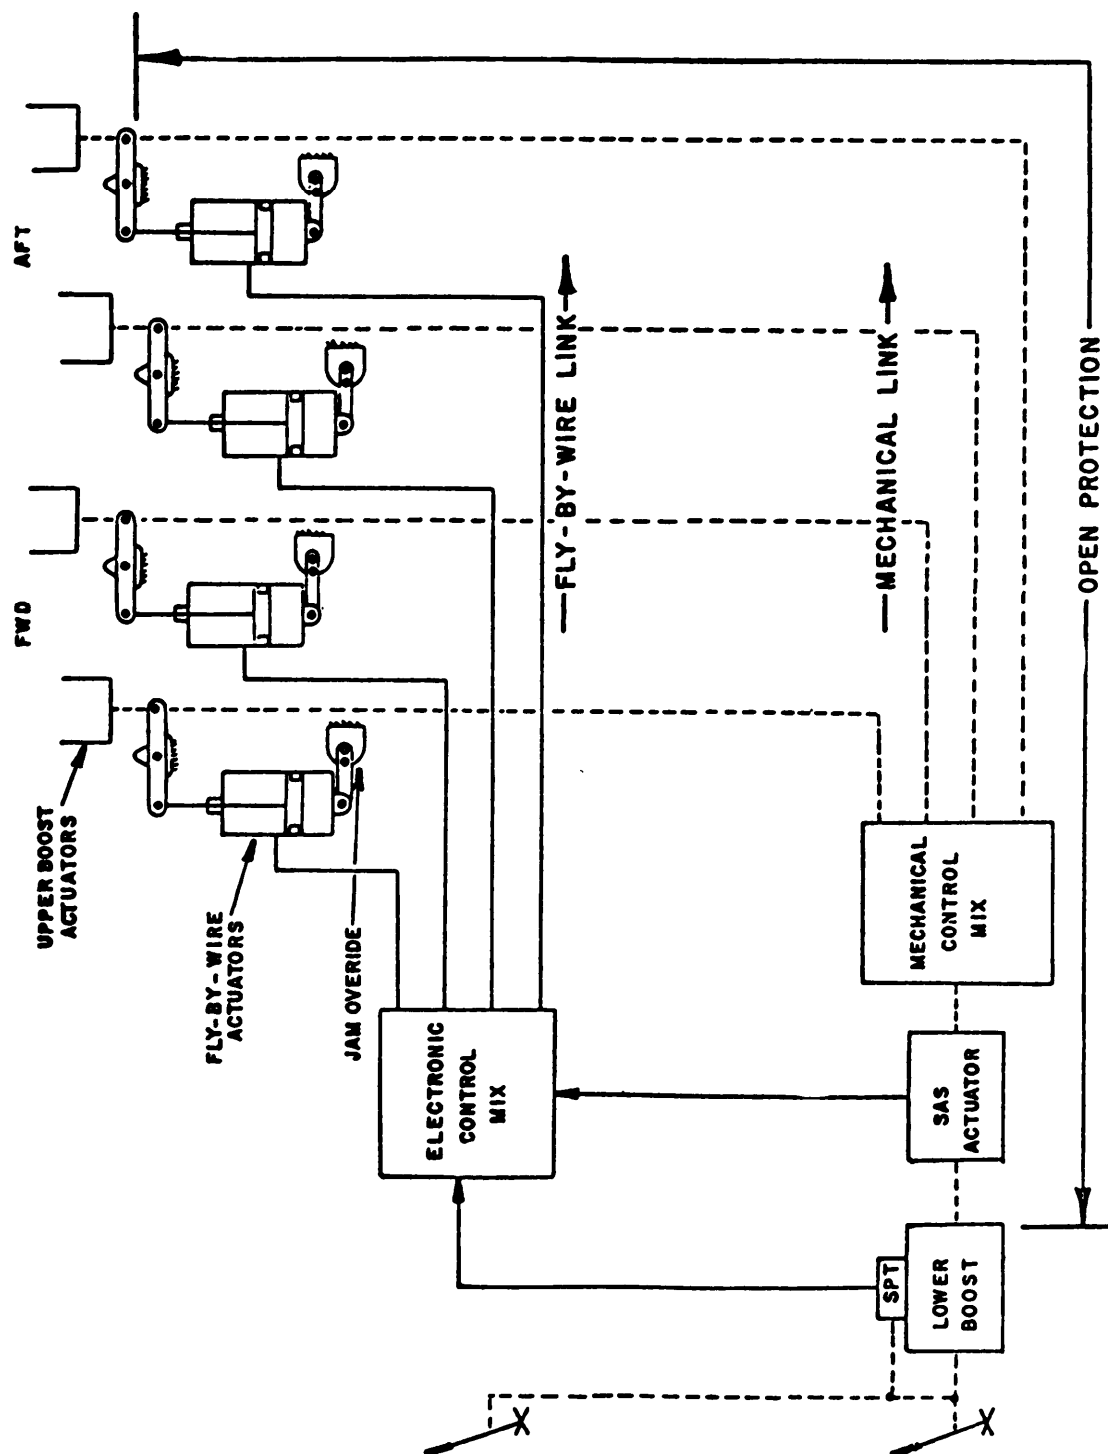 AFT
FWD
UPPER BOOST
ACTUATORS
FLY-BY-WIRE
ACTUATORS
JAM OVERIDE
FLY-BY-WIRE LINK
MECHANICAL LINK
OPEN PROTECTION
ELECTRONIC
CONTROL
MIX
MECHANICAL
CONTROL
MIX
SAS
ACTUATOR
SPT
LOWER
BOOST